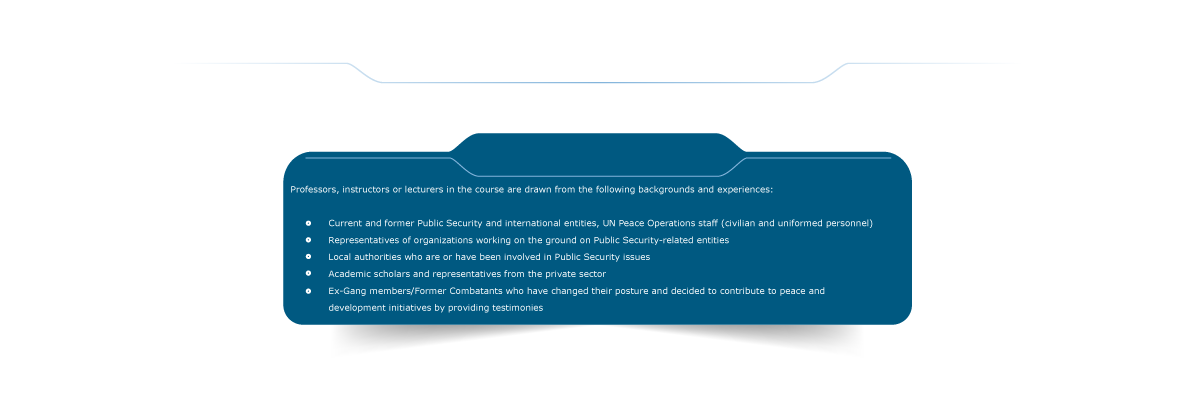 Professors, instructors or lecturers in the course are drawn from the following backgrounds and experiences:
Current and former Public Security and international entities, UN Peace Operations staff (civilian and uniformed personnel)
Representatives of organizations working on the ground on Public Security-related entities
Local authorities who are or have been involved in Public Security issues
Academic scholars and representatives from the private sector
Ex-Gang members/Former Combatants who have changed their posture and decided to contribute to peace and
development initiatives by providing testimonies